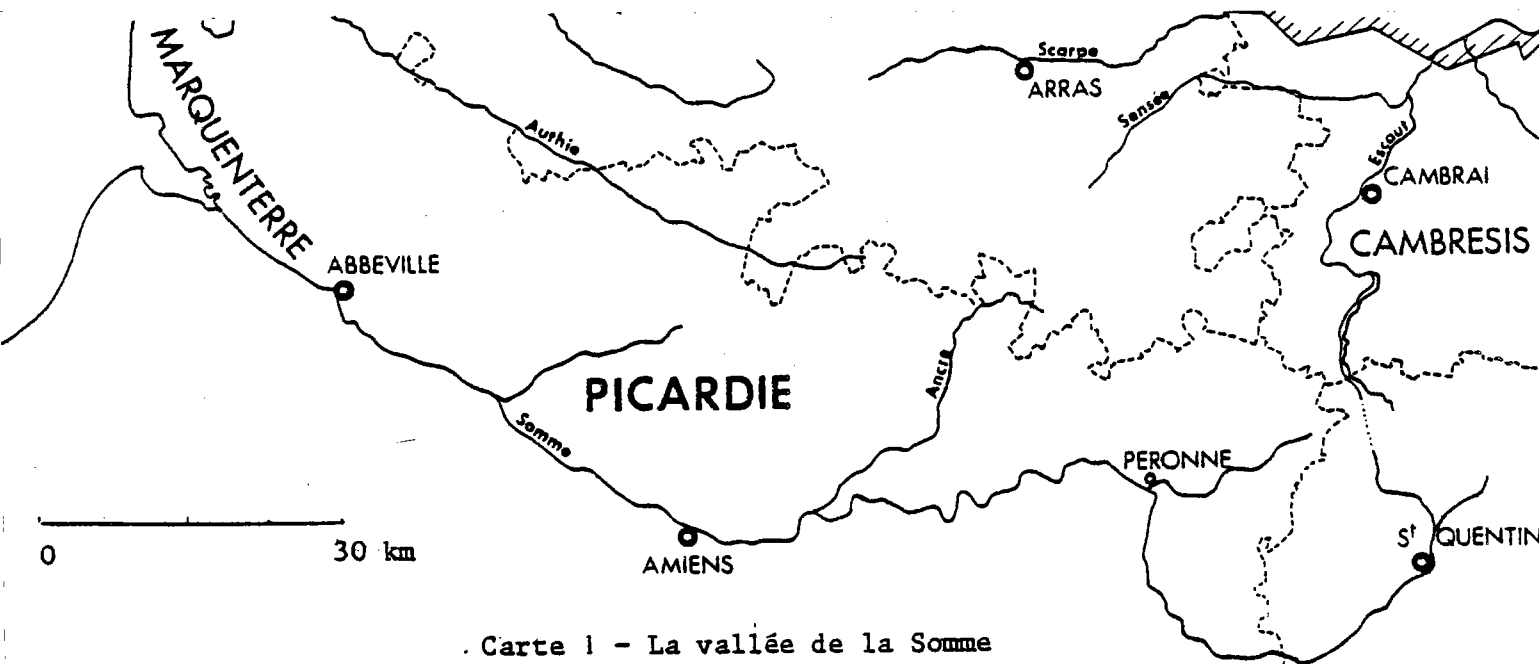 MARQUENTERRE
Scarpe
ARRAS
Sensée
Authie
Escaut
CAMBRAI
CAMBRESIS
ABBEVILLE
PICARDIE
Ancre
Somme
PERONNE
St QUENTIN
0 30 km
AMIENS
Carte 1 - La vallée de la Somme